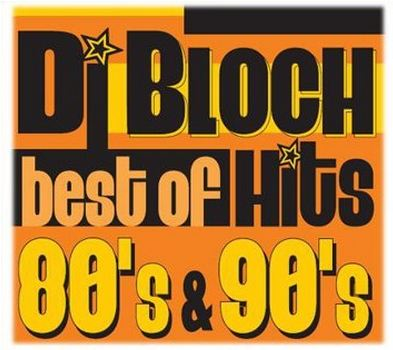 Dj BLOCH
best of Hits
80's & 90's